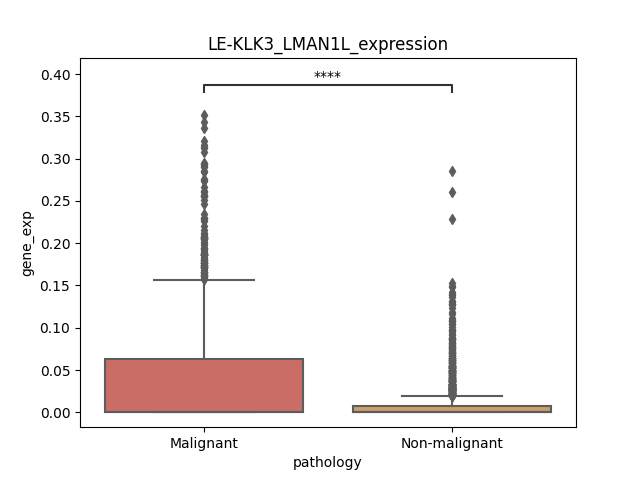 LE-KLK3_LMAN1L_expression
****
0.40
0.35
0.30
0.25
0.20
0.15
0.10
0.05
0.00
gene_exp
Malignant
Non-malignant
pathology